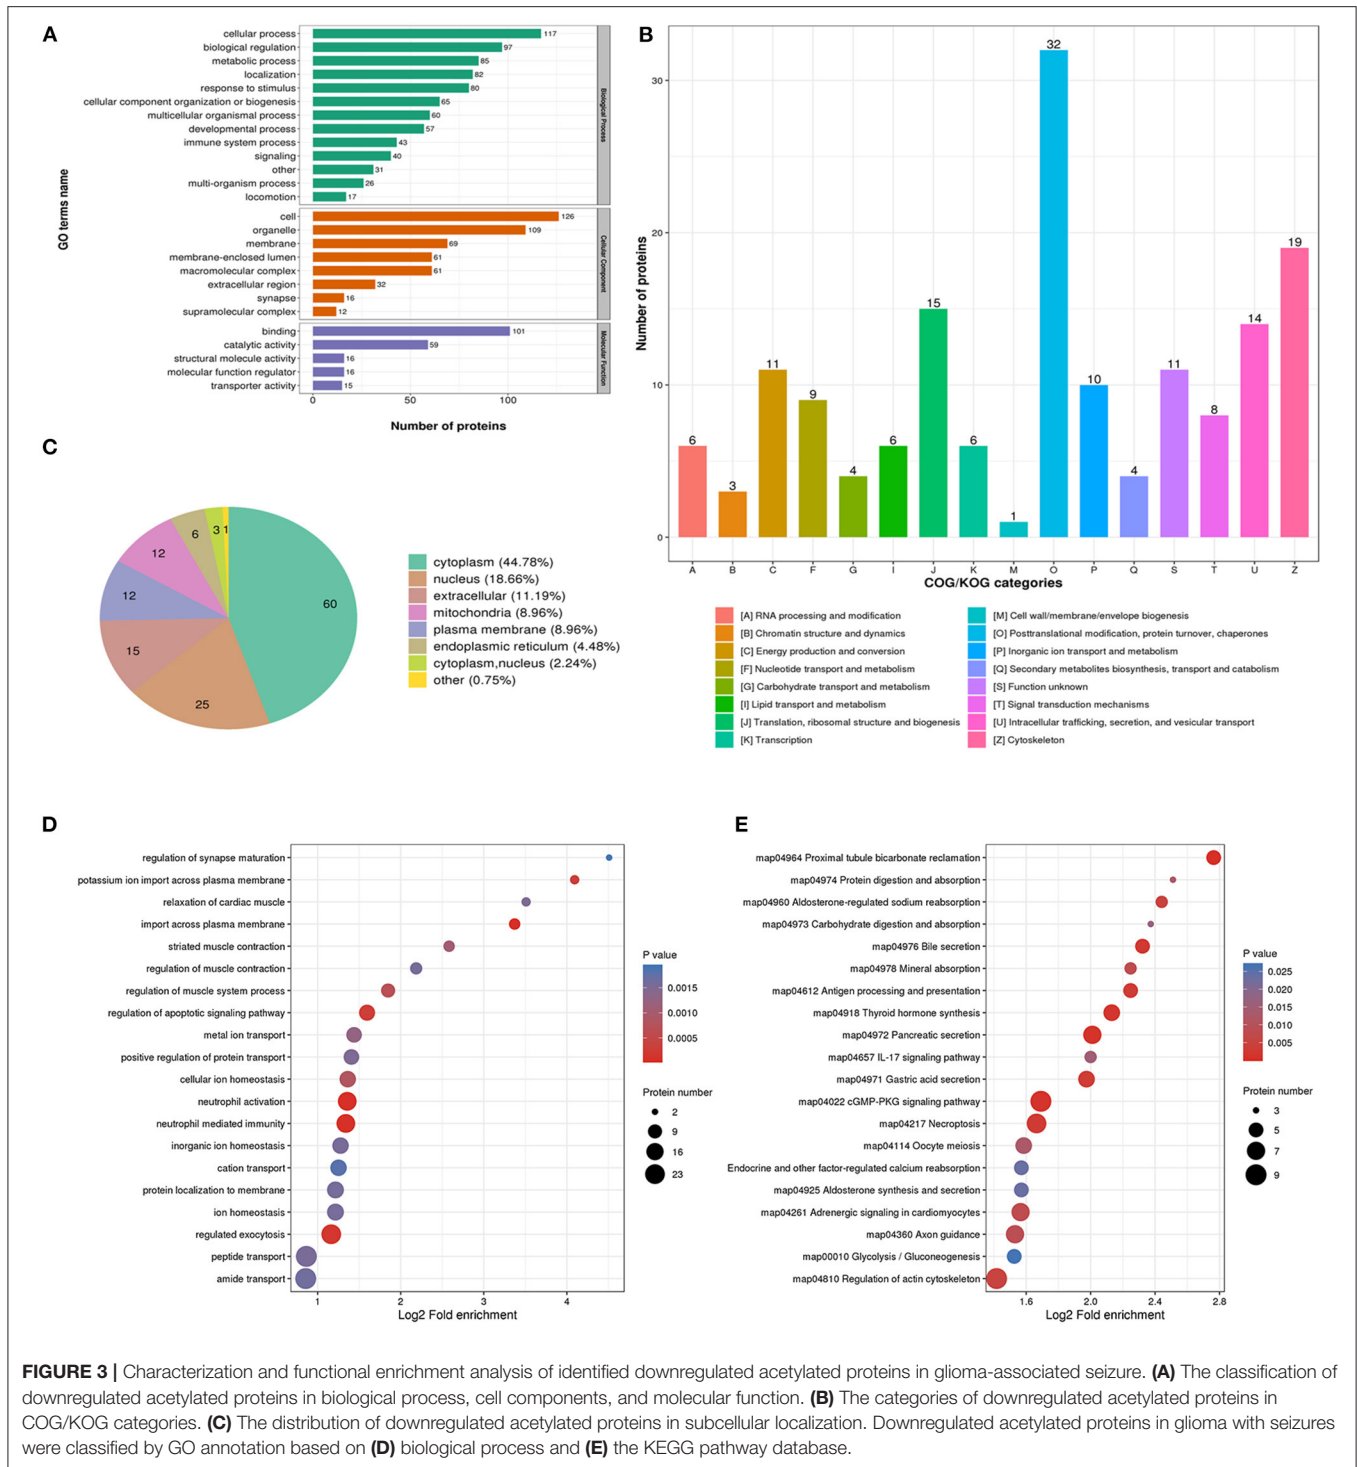 A
GO terms name
cellular process 117
biological regulation 97
metabolic process 85
localization 82
response to stimulus 80
cellular component organization or biogenesis 65
multicellular organismal process 60
developmental process 57
immune system process 43
signaling 40
other 31
multi-organism process 26
locomotion 17
Biological Process
cell 126
organelle 109
membrane 69
membrane-enclosed lumen 61
macromolecular complex 61
extracellular region 32
synapse 16
supramolecular complex 12
Cellular Component
binding 101
catalytic activity 59
structural molecule activity 16
molecular function regulator 16
transporter activity 15
Molecular Function
0 50 100
Number of proteins
B
Number of proteins
30
20
10
0
6 3 11 9 4 6 15 6 1 32 10 4 11 8 14 19
A B C F G I J K M O P Q S T U Z
COG/KOG categories
[A] RNA processing and modification
[B] Chromatin structure and dynamics
[C] Energy production and conversion
[F] Nucleotide transport and metabolism
[G] Carbohydrate transport and metabolism
[I] Lipid transport and metabolism
[J] Translation, ribosomal structure and biogenesis
[K] Transcription
[M] Cell wall/membrane/envelope biogenesis
[O] Posttranslational modification, protein turnover, chaperones
[P] Inorganic ion transport and metabolism
[Q] Secondary metabolites biosynthesis, transport and catabolism
[S] Function unknown
[T] Signal transduction mechanisms
[U] Intracellular trafficking, secretion, and vesicular transport
[Z] Cytoskeleton
C
60
25
15
12
12
6
3
1
cytoplasm (44.78%)
nucleus (18.66%)
extracellular (11.19%)
mitochondria (8.96%)
plasma membrane (8.96%)
endoplasmic reticulum (4.48%)
cytoplasm,nucleus (2.24%)
other (0.75%)
D
regulation of synapse maturation
potassium ion import across plasma membrane
relaxation of cardiac muscle
import across plasma membrane
striated muscle contraction
regulation of muscle contraction
regulation of muscle system process
regulation of apoptotic signaling pathway
metal ion transport
positive regulation of protein transport
cellular ion homeostasis
neutrophil activation
neutrophil mediated immunity
inorganic ion homeostasis
cation transport
protein localization to membrane
ion homeostasis
regulated exocytosis
peptide transport
amide transport
1 2 3 4
Log2 Fold enrichment
P value
0.0015
0.0010
0.0005
Protein number
2
9
16
23
E
map04964 Proximal tubule bicarbonate reclamation
map04974 Protein digestion and absorption
map04960 Aldosterone-regulated sodium reabsorption
map04973 Carbohydrate digestion and absorption
map04976 Bile secretion
map04978 Mineral absorption
map04612 Antigen processing and presentation
map04918 Thyroid hormone synthesis
map04972 Pancreatic secretion
map04657 IL-17 signaling pathway
map04971 Gastric acid secretion
map04022 cGMP-PKG signaling pathway
map04217 Necroptosis
map04114 Oocyte meiosis
Endocrine and other factor-regulated calcium reabsorption
map04925 Aldosterone synthesis and secretion
map04261 Adrenergic signaling in cardiomyocytes
map04360 Axon guidance
map00010 Glycolysis / Gluconeogenesis
map04810 Regulation of actin cytoskeleton
1.6 2.0 2.4 2.8
Log2 Fold enrichment
P value
0.025
0.020
0.015
0.010
0.005
Protein number
3
5
7
9
FIGURE 3 | Characterization and functional enrichment analysis of identified downregulated acetylated proteins in glioma-associated seizure. (A) The classification of
downregulated acetylated proteins in biological process, cell components, and molecular function. (B) The categories of downregulated acetylated proteins in
COG/KOG categories. (C) The distribution of downregulated acetylated proteins in subcellular localization. Downregulated acetylated proteins in glioma with seizures
were classified by GO annotation based on (D) biological process and (E) the KEGG pathway database.